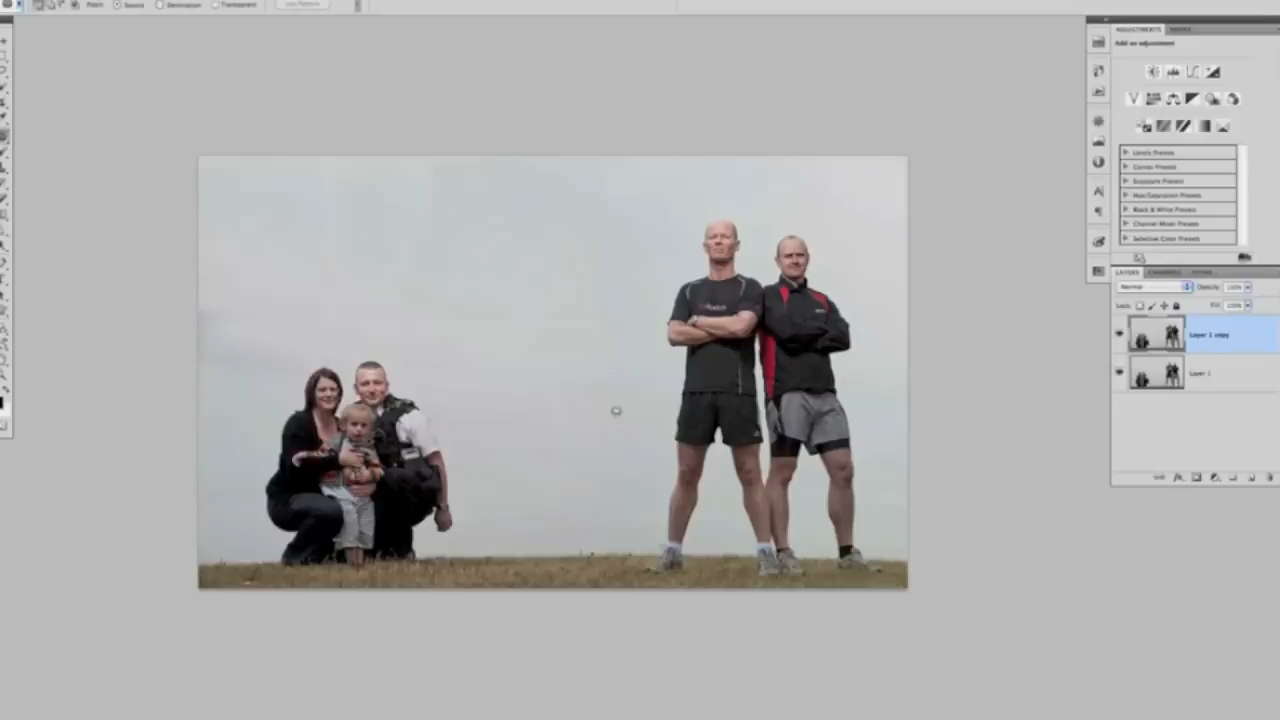 Patch: Source Destination Transparent Use Pattern
ADJUSTMENTS
Add an adjustment
Levels Presets
Curves Presets
Exposure Presets
Hue/Saturation Presets
Black & White Presets
Channel Mixer Presets
Selective Color Presets
LAYERS CHANNELS
Normal Opacity: 100%
Lock: Fill: 100%
Layer 1 copy
Layer 1